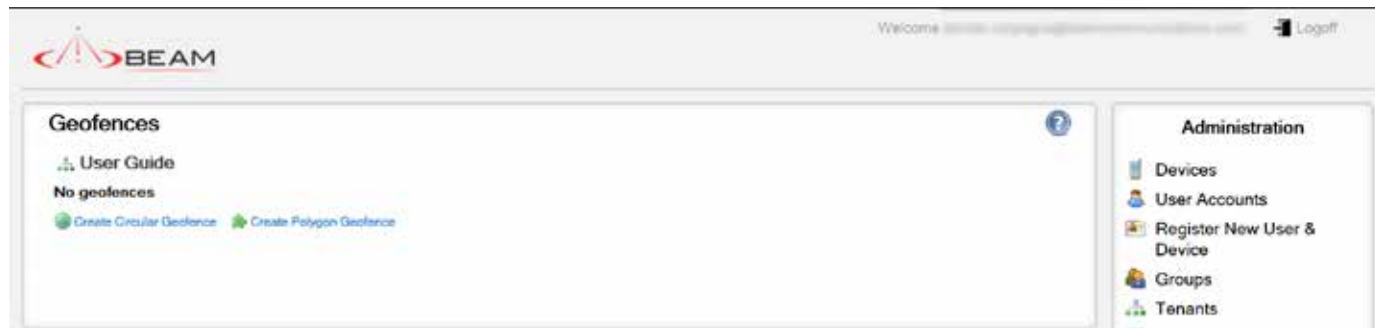 Welcome
Logoff
BEAM
Geofences
User Guide
No geofences
Create Circular Geofence Create Polygon Geofence
Administration
Devices
User Accounts
Register New User &
Device
Groups
Tenants